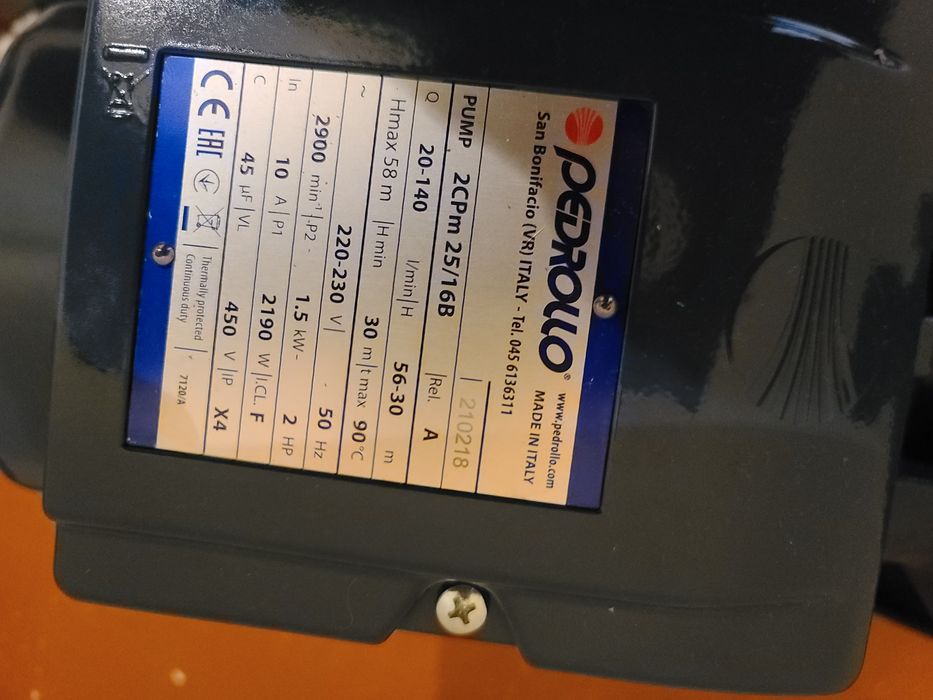 PEDROLLO®
www.pedrollo.com
MADE IN ITALY
San Bonifacio (VR) ITALY - Tel. 045 6136311
210218
PUMP 2CPm 25/16B Rel. A
Q 20-140 l/min H 56-30 m
Hmax 58 m H min 30 m t max 90 °C
~ 220-230 V 50 Hz
2900 min⁻¹ P2 1.5 kW - 2 HP
In 10 A P1 2190 W I.CL. F
C 45 µF VL 450 V IP X4
CE EAC Thermally protected
Continuous duty
7120/A